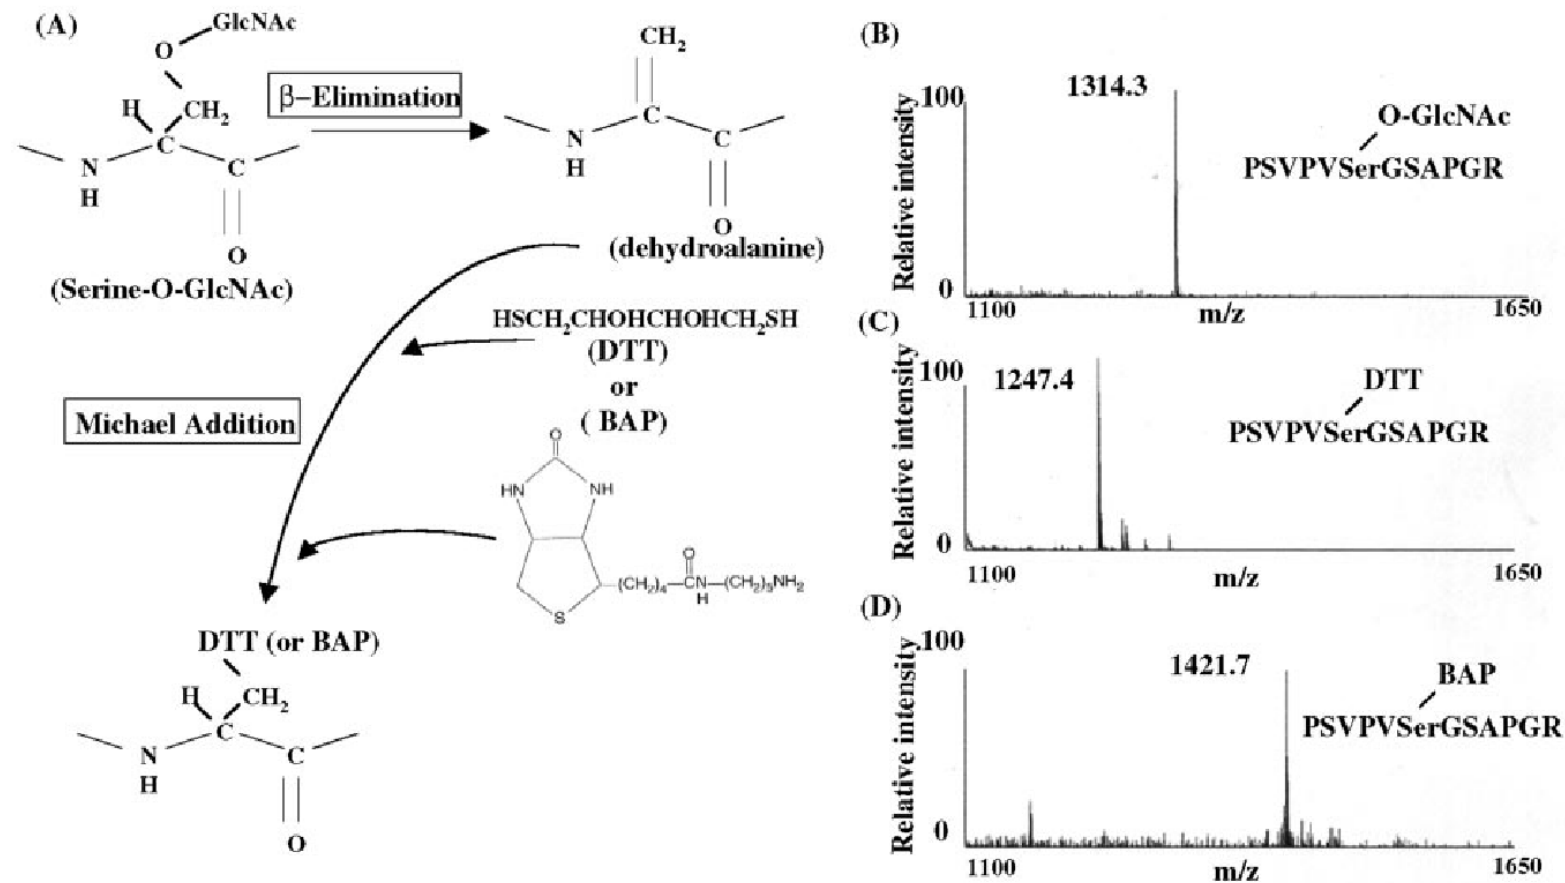 (A)
GlcNAc
O
H
CH₂
C
N
H
C
O
(Serine-O-GlcNAc)
β–Elimination
CH₂
C
N
H
C
O
(dehydroalanine)
HSCH₂CHOHCHOHCH₂SH
(DTT)
or
( BAP)
Michael Addition
O
HN
NH
S
(CH₂)₄
O
CN
H
(CH₂)₅NH₂
DTT (or BAP)
H
CH₂
C
N
H
C
O
(B)
Relative intensity
100
0
1314.3
O-GlcNAc
PSVPVSerGSAPGR
1100
m/z
1650
(C)
Relative intensity
100
0
1247.4
DTT
PSVPVSerGSAPGR
1100
m/z
1650
(D)
Relative intensity
100
0
1421.7
BAP
PSVPVSerGSAPGR
1100
m/z
1650